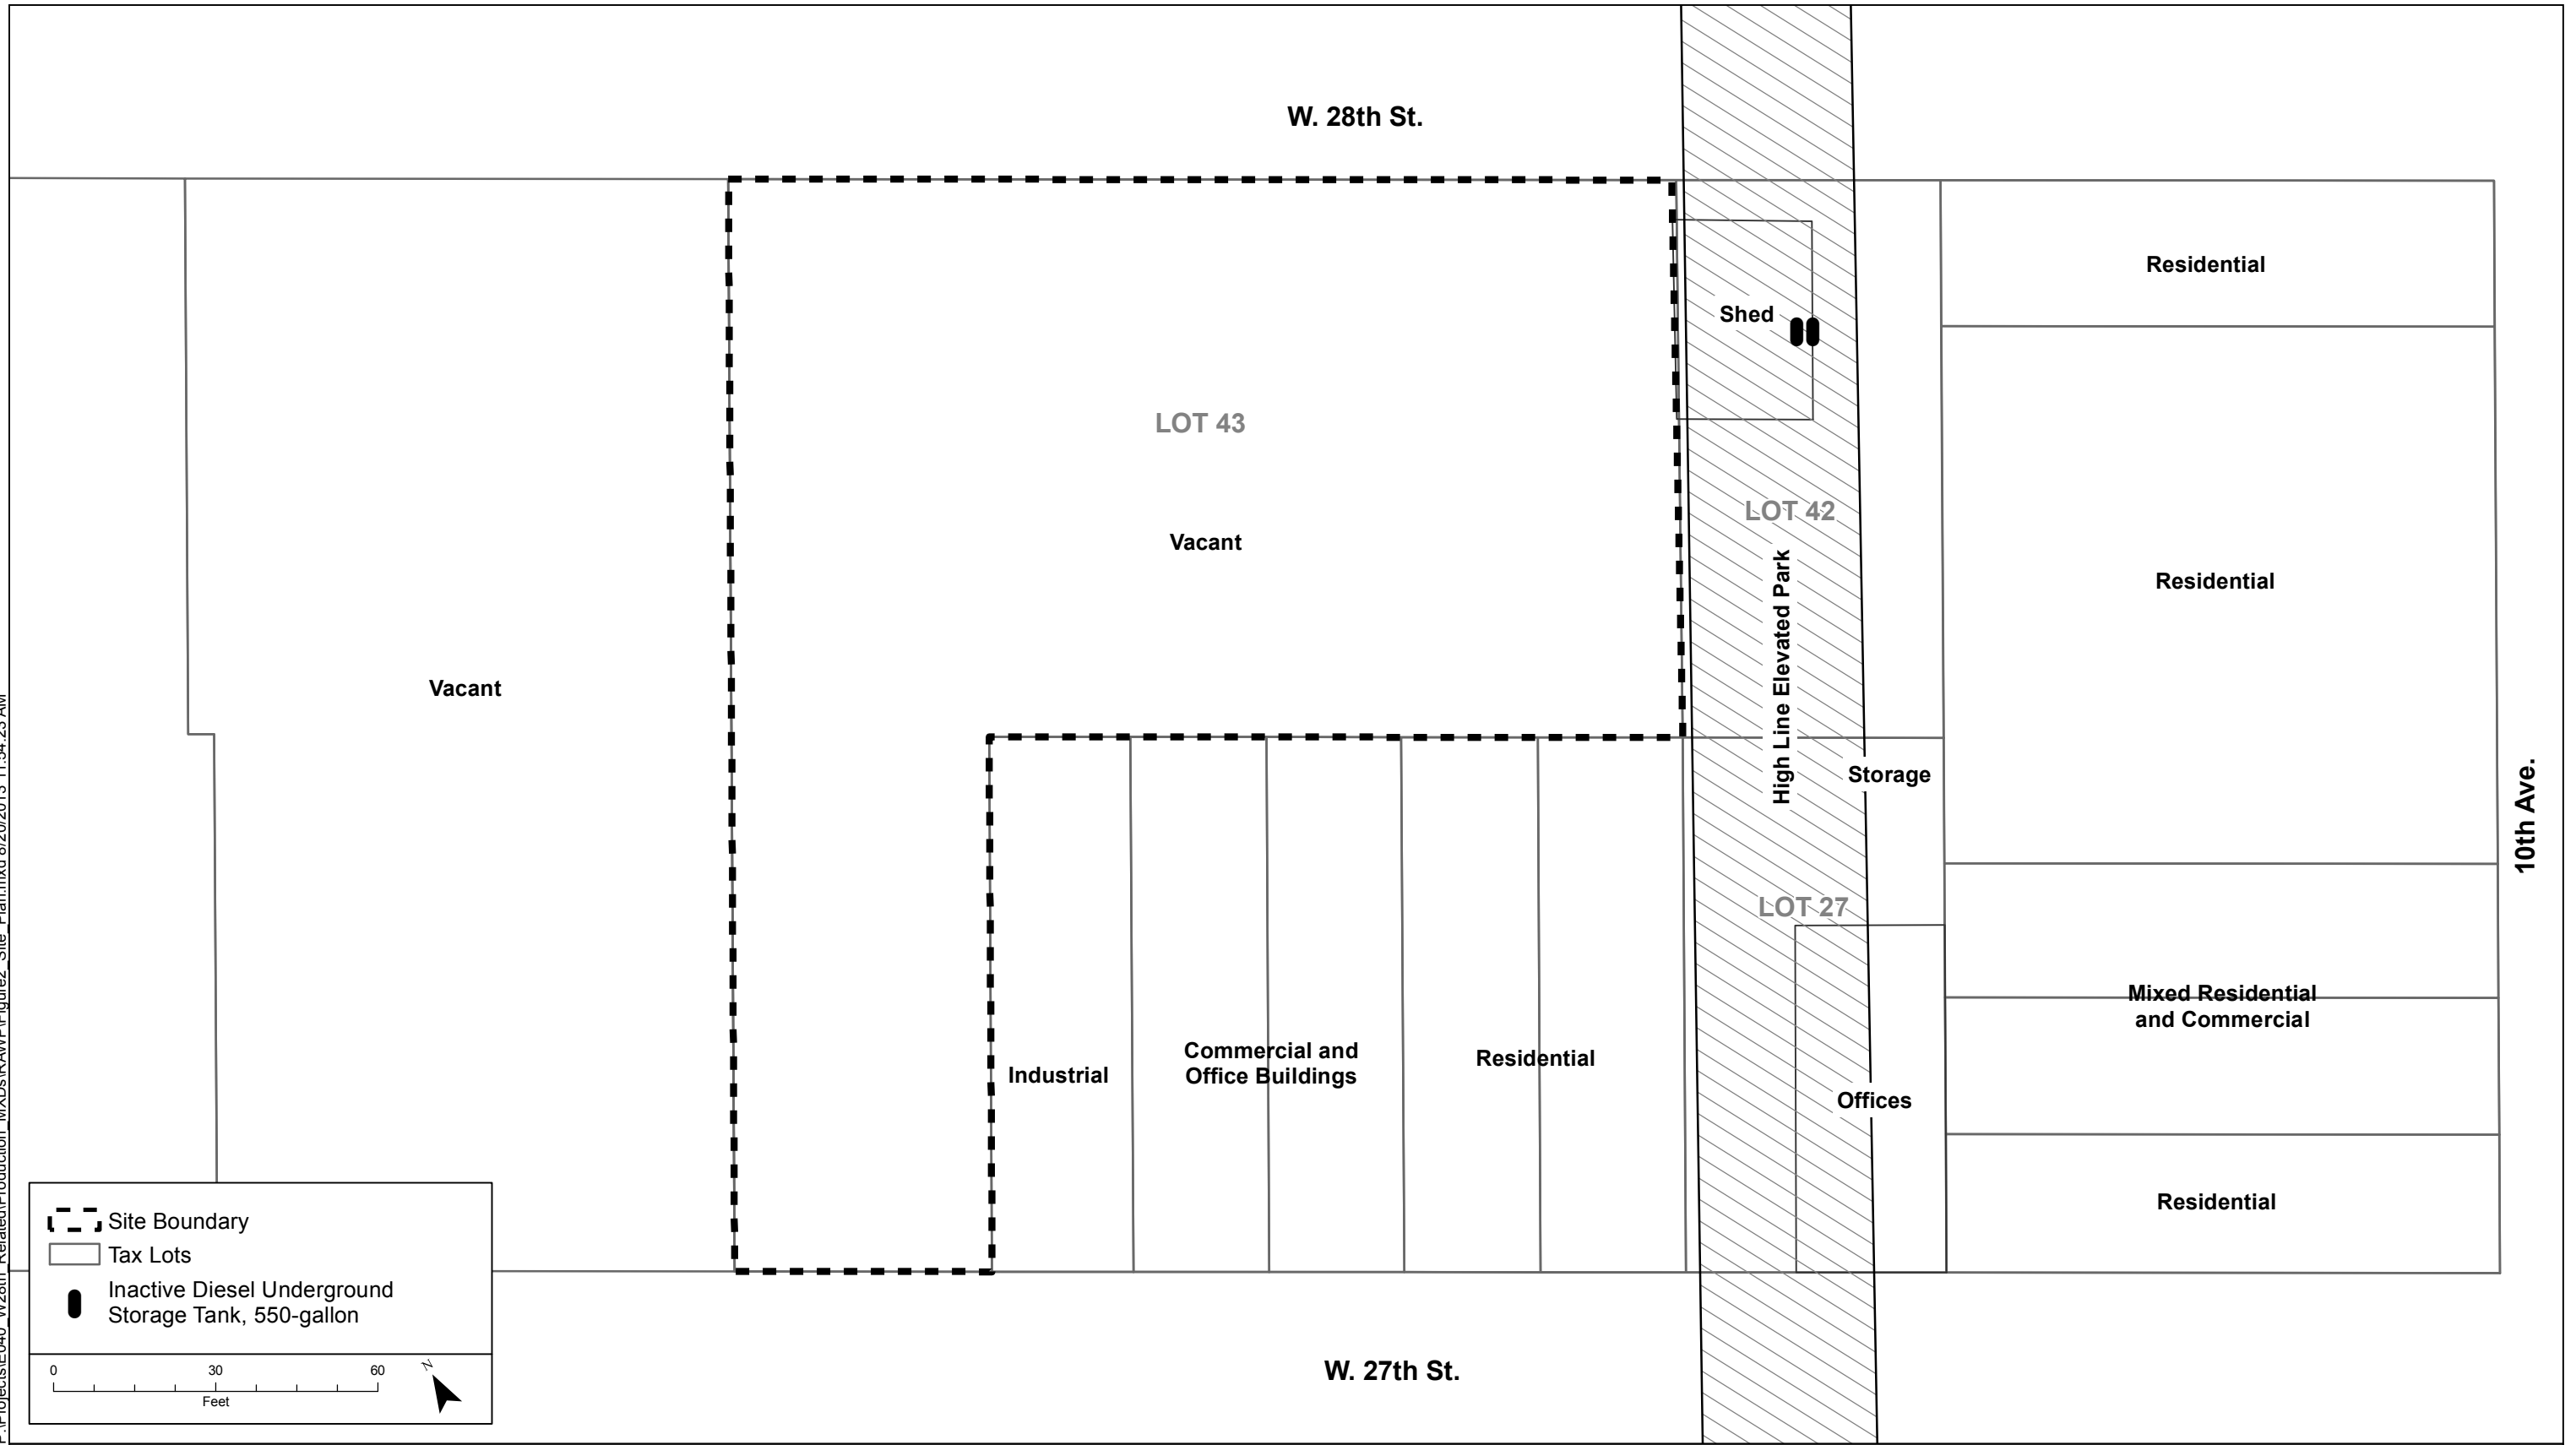 W. 28th St.
Residential
Shed
LOT 43
LOT 42
Vacant
High Line Elevated Park
Residential
Vacant
Storage
10th Ave.
LOT 27
Mixed Residential
and Commercial
Commercial and
Office Buildings
Industrial
Residential
Offices
Residential
Site Boundary
Tax Lots
Inactive Diesel Underground
Storage Tank, 550-gallon
0 30 60
Feet
N
W. 27th St.